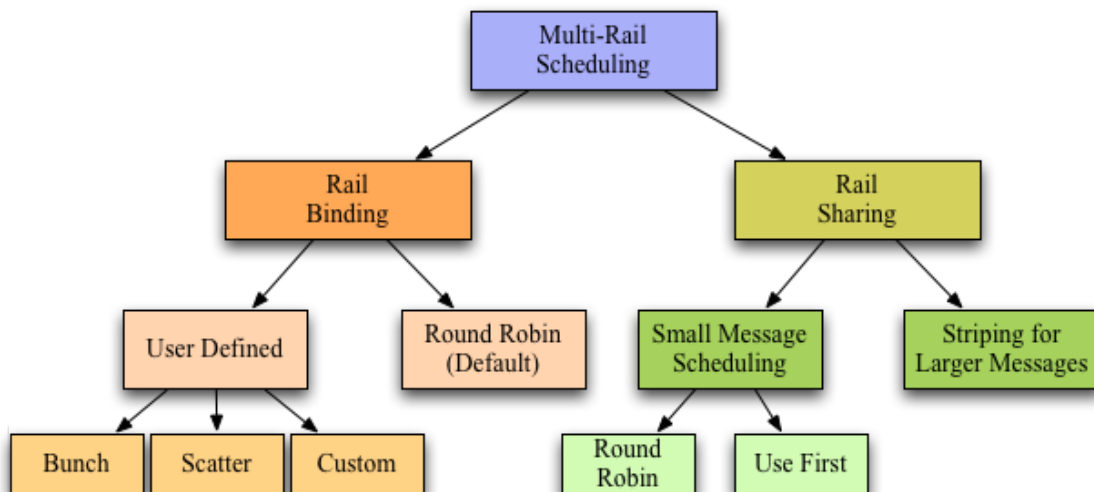 Multi-Rail
Scheduling
Rail
Binding
Rail
Sharing
User Defined
Round Robin
(Default)
Small Message
Scheduling
Striping for
Larger Messages
Bunch
Scatter
Custom
Round
Robin
Use First